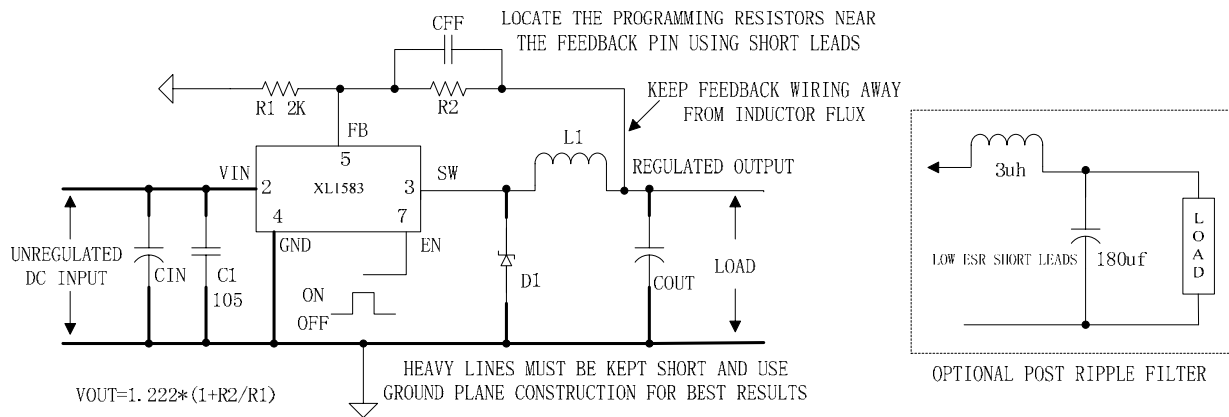 CFF
LOCATE THE PROGRAMMING RESISTORS NEAR
THE FEEDBACK PIN USING SHORT LEADS
R1 2K
R2
KEEP FEEDBACK WIRING AWAY
FROM INDUCTOR FLUX
FB
5
L1
VIN
2
XL1583
3
SW
REGULATED OUTPUT
4
7
GND
EN
UNREGULATED
DC INPUT
CIN
C1
105
ON
OFF
D1
COUT
LOAD
HEAVY LINES MUST BE KEPT SHORT AND USE
GROUND PLANE CONSTRUCTION FOR BEST RESULTS
VOUT=1.222*(1+R2/R1)
3uh
LOW ESR SHORT LEADS
180uf
LOAD
OPTIONAL POST RIPPLE FILTER